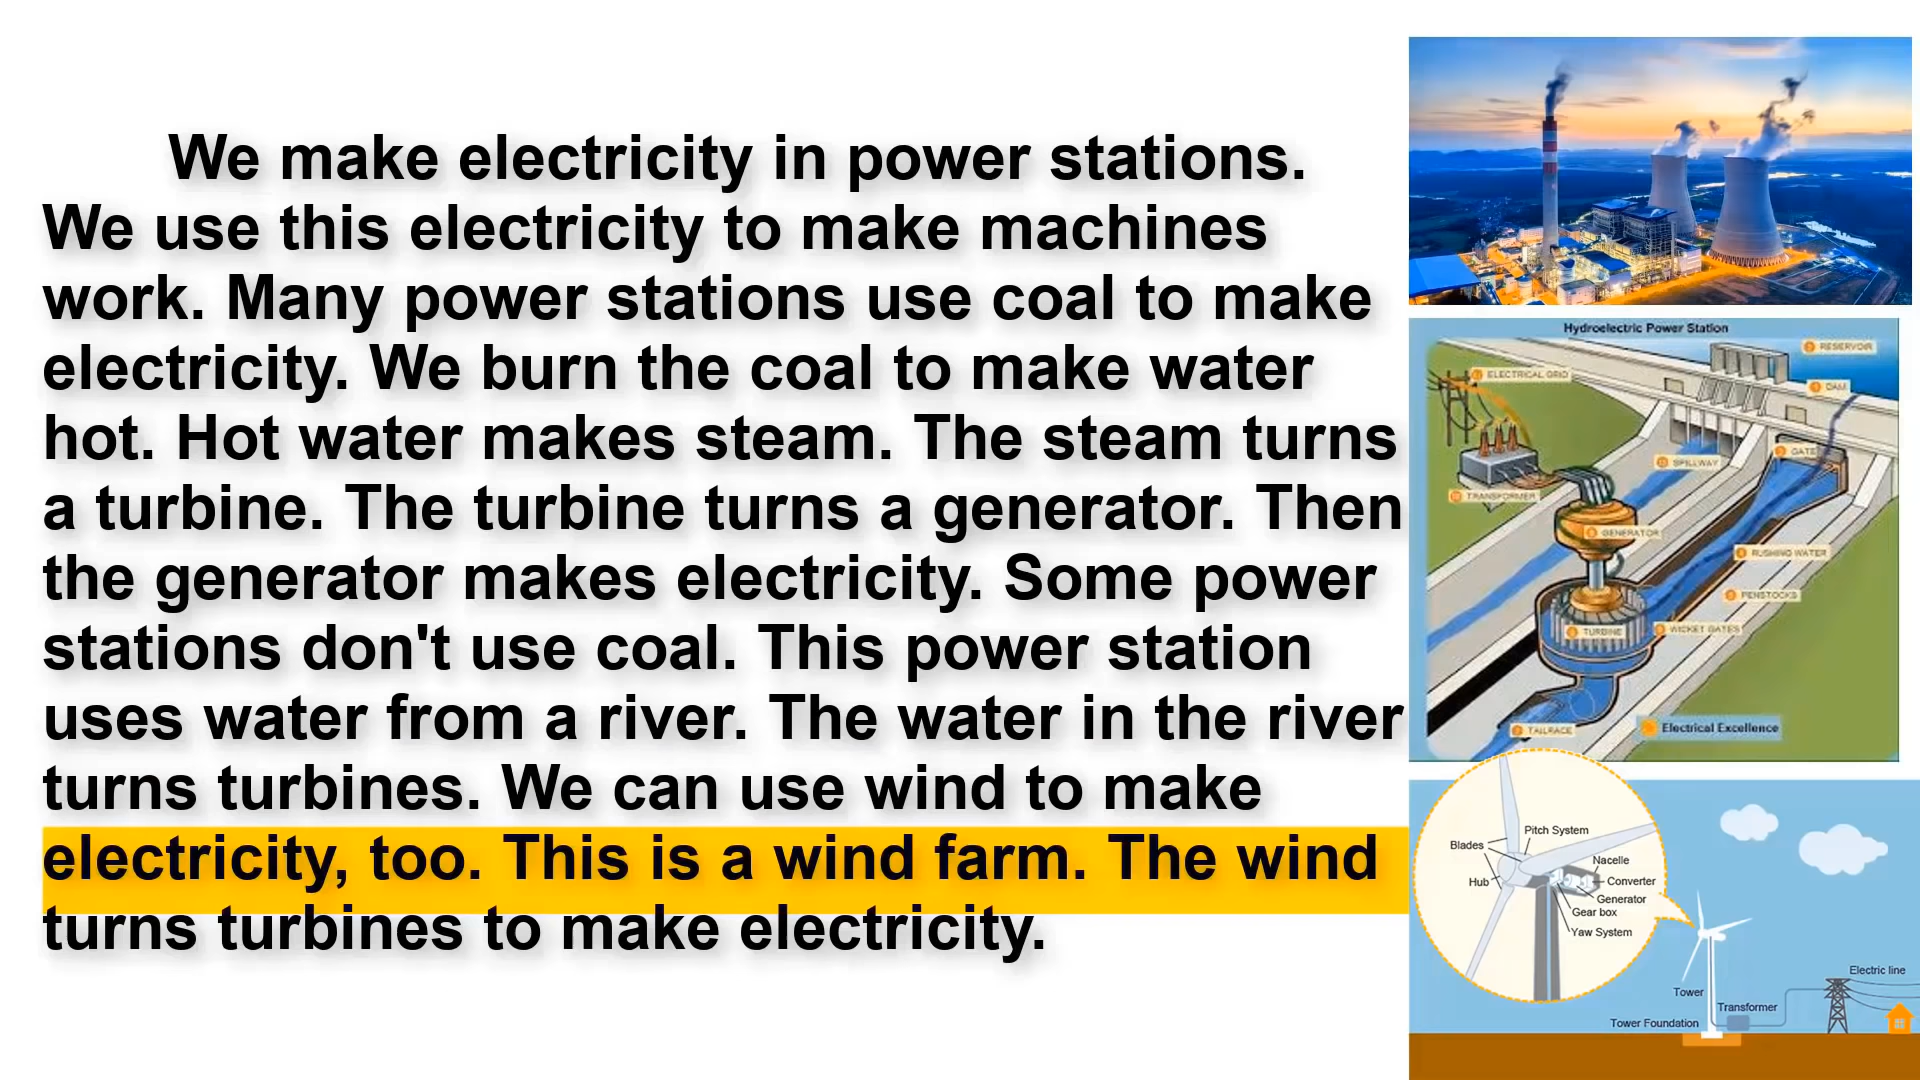 We make electricity in power stations.
We use this electricity to make machines
work. Many power stations use coal to make
electricity. We burn the coal to make water
hot. Hot water makes steam. The steam turns
a turbine. The turbine turns a generator. Then
the generator makes electricity. Some power
stations don't use coal. This power station
uses water from a river. The water in the river
turns turbines. We can use wind to make
electricity, too. This is a wind farm. The wind
turns turbines to make electricity.
Hydroelectric Power Station
RESERVOIR
ELECTRICAL GRID
DAM
GATE
SPILLWAY
TRANSFORMER
GENERATOR
RUSHING WATER
PENSTOCKS
TURBINE
WICKET GATES
TAILRACE
Electrical Excellence
Pitch System
Blades
Nacelle
Hub
Converter
Generator
Gear box
Yaw System
Electric line
Tower
Transformer
Tower Foundation